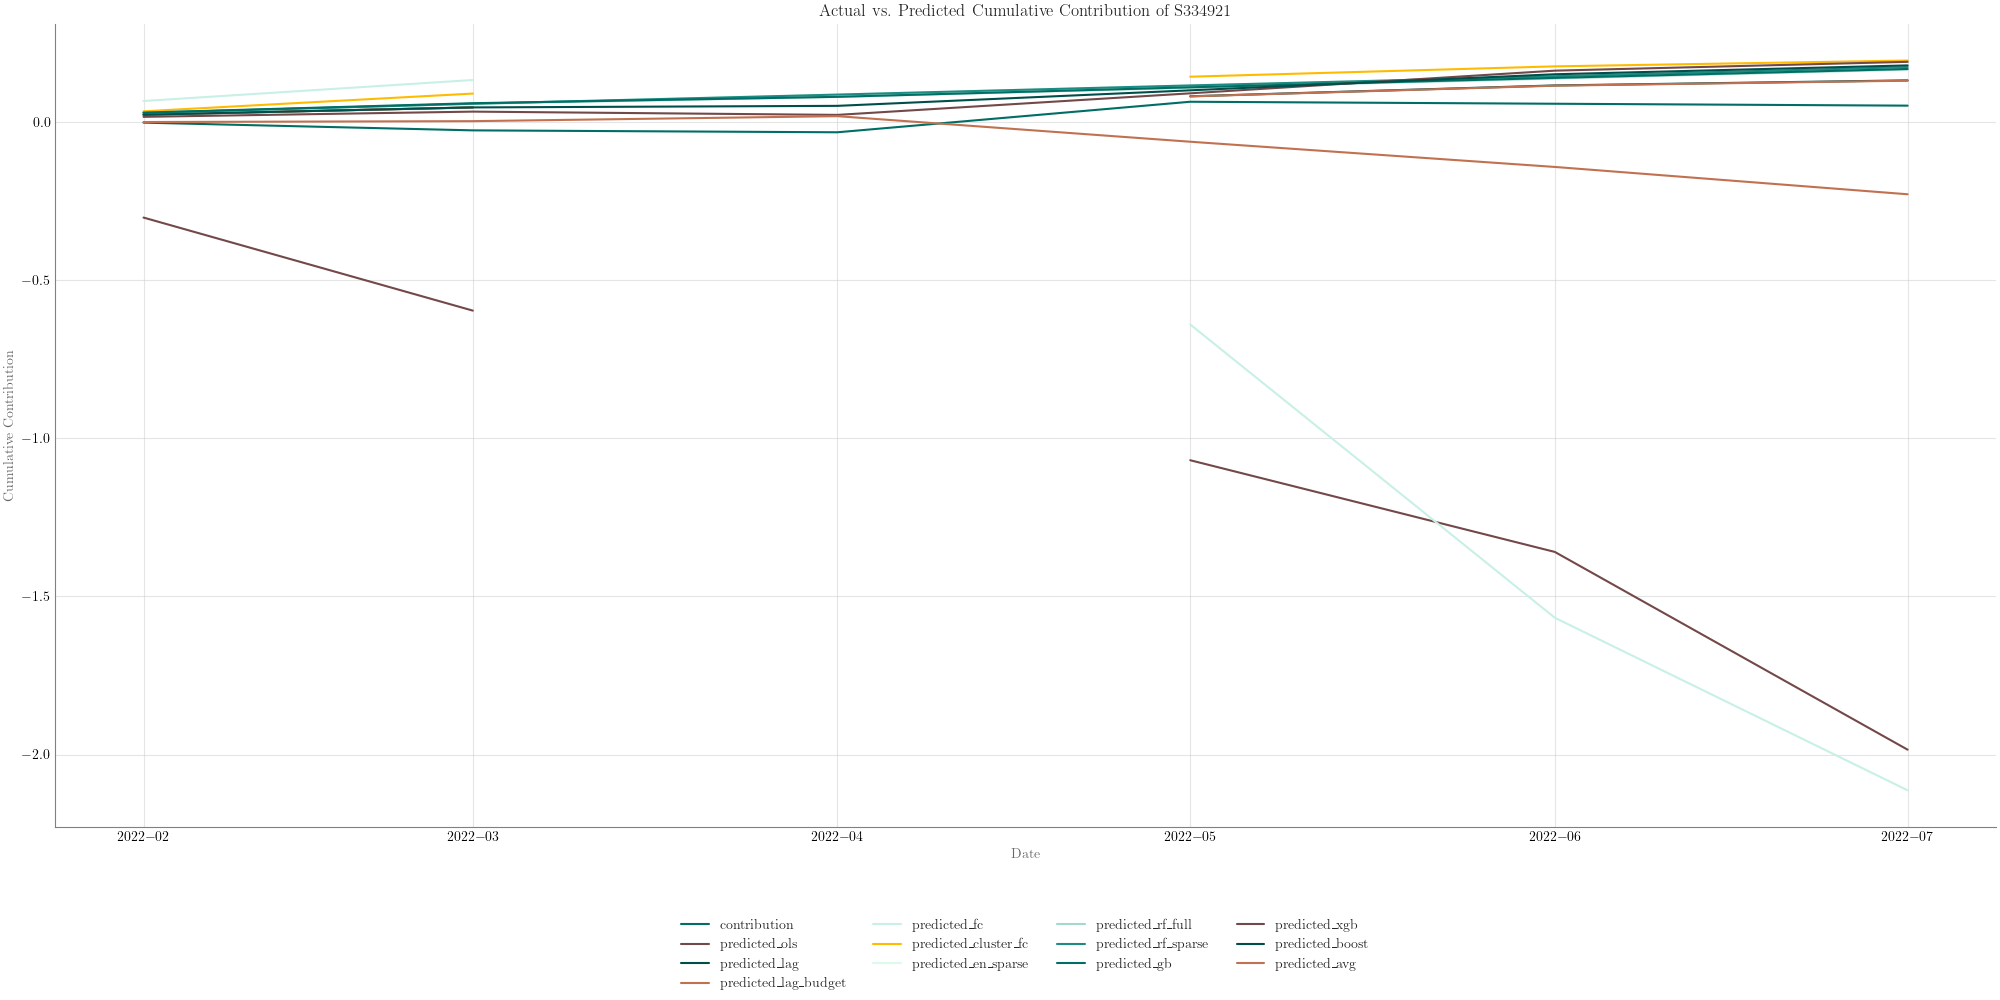 Actual vs. Predicted Cumulative Contribution of S334921
Cumulative Contribution
0.0
−0.5
−1.0
−1.5
−2.0
2022−02
2022−03
2022−04
2022−05
2022−06
2022−07
Date
contribution
predicted_ols
predicted_lag
predicted_lag_budget
predicted_fc
predicted_cluster_fc
predicted_en_sparse
predicted_rf_full
predicted_rf_sparse
predicted_gb
predicted_xgb
predicted_boost
predicted_avg